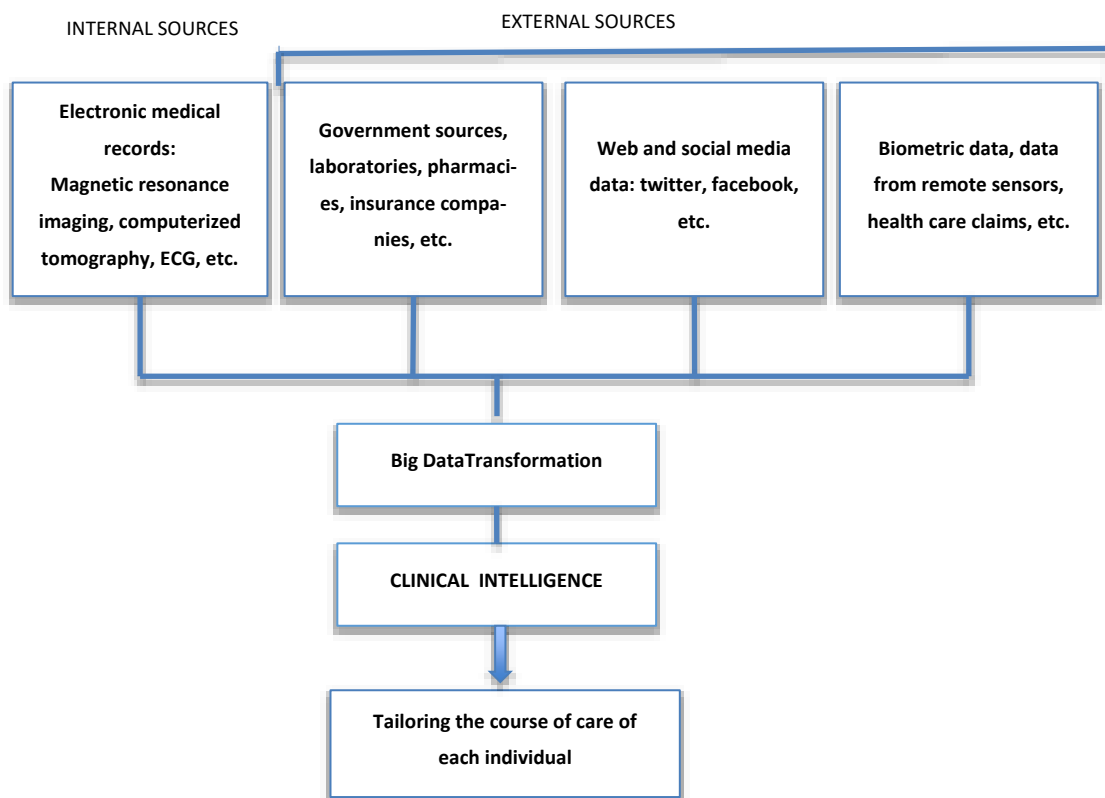 INTERNAL SOURCES
EXTERNAL SOURCES
Electronic medical
records:
Magnetic resonance
imaging, computerized
tomography, ECG, etc.
Government sources,
laboratories, pharmaci-
es, insurance compa-
nies, etc.
Web and social media
data: twitter, facebook,
etc.
Biometric data, data
from remote sensors,
health care claims, etc.
Big DataTransformation
CLINICAL INTELLIGENCE
Tailoring the course of care of
each individual